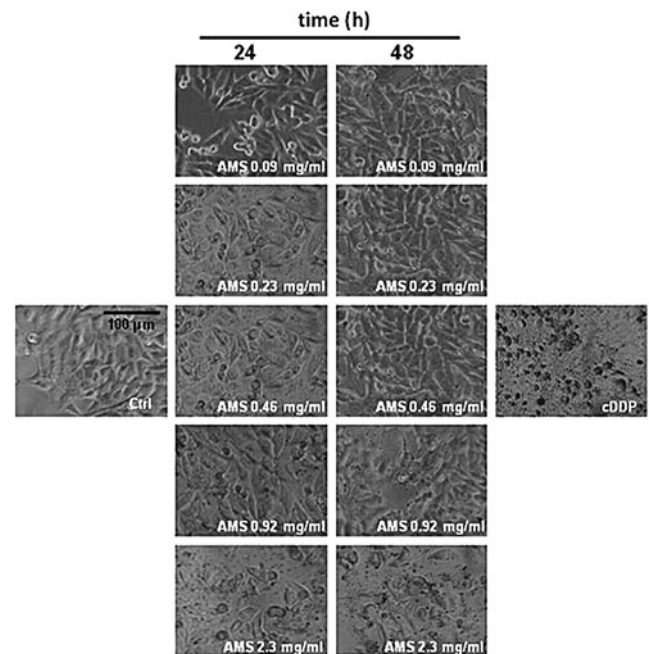 time (h)
24 48
AMS 0.09 mg/ml AMS 0.09 mg/ml
AMS 0.23 mg/ml AMS 0.23 mg/ml
100 µm
Ctrl AMS 0.46 mg/ml AMS 0.46 mg/ml cDDP
AMS 0.92 mg/ml AMS 0.92 mg/ml
AMS 2.3 mg/ml AMS 2.3 mg/ml